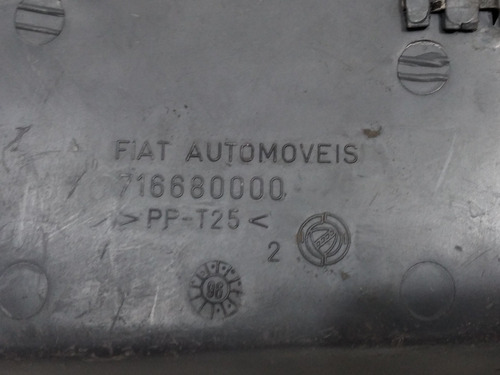 FIAT AUTOMOVEIS
716680000
>PP-T25<
2